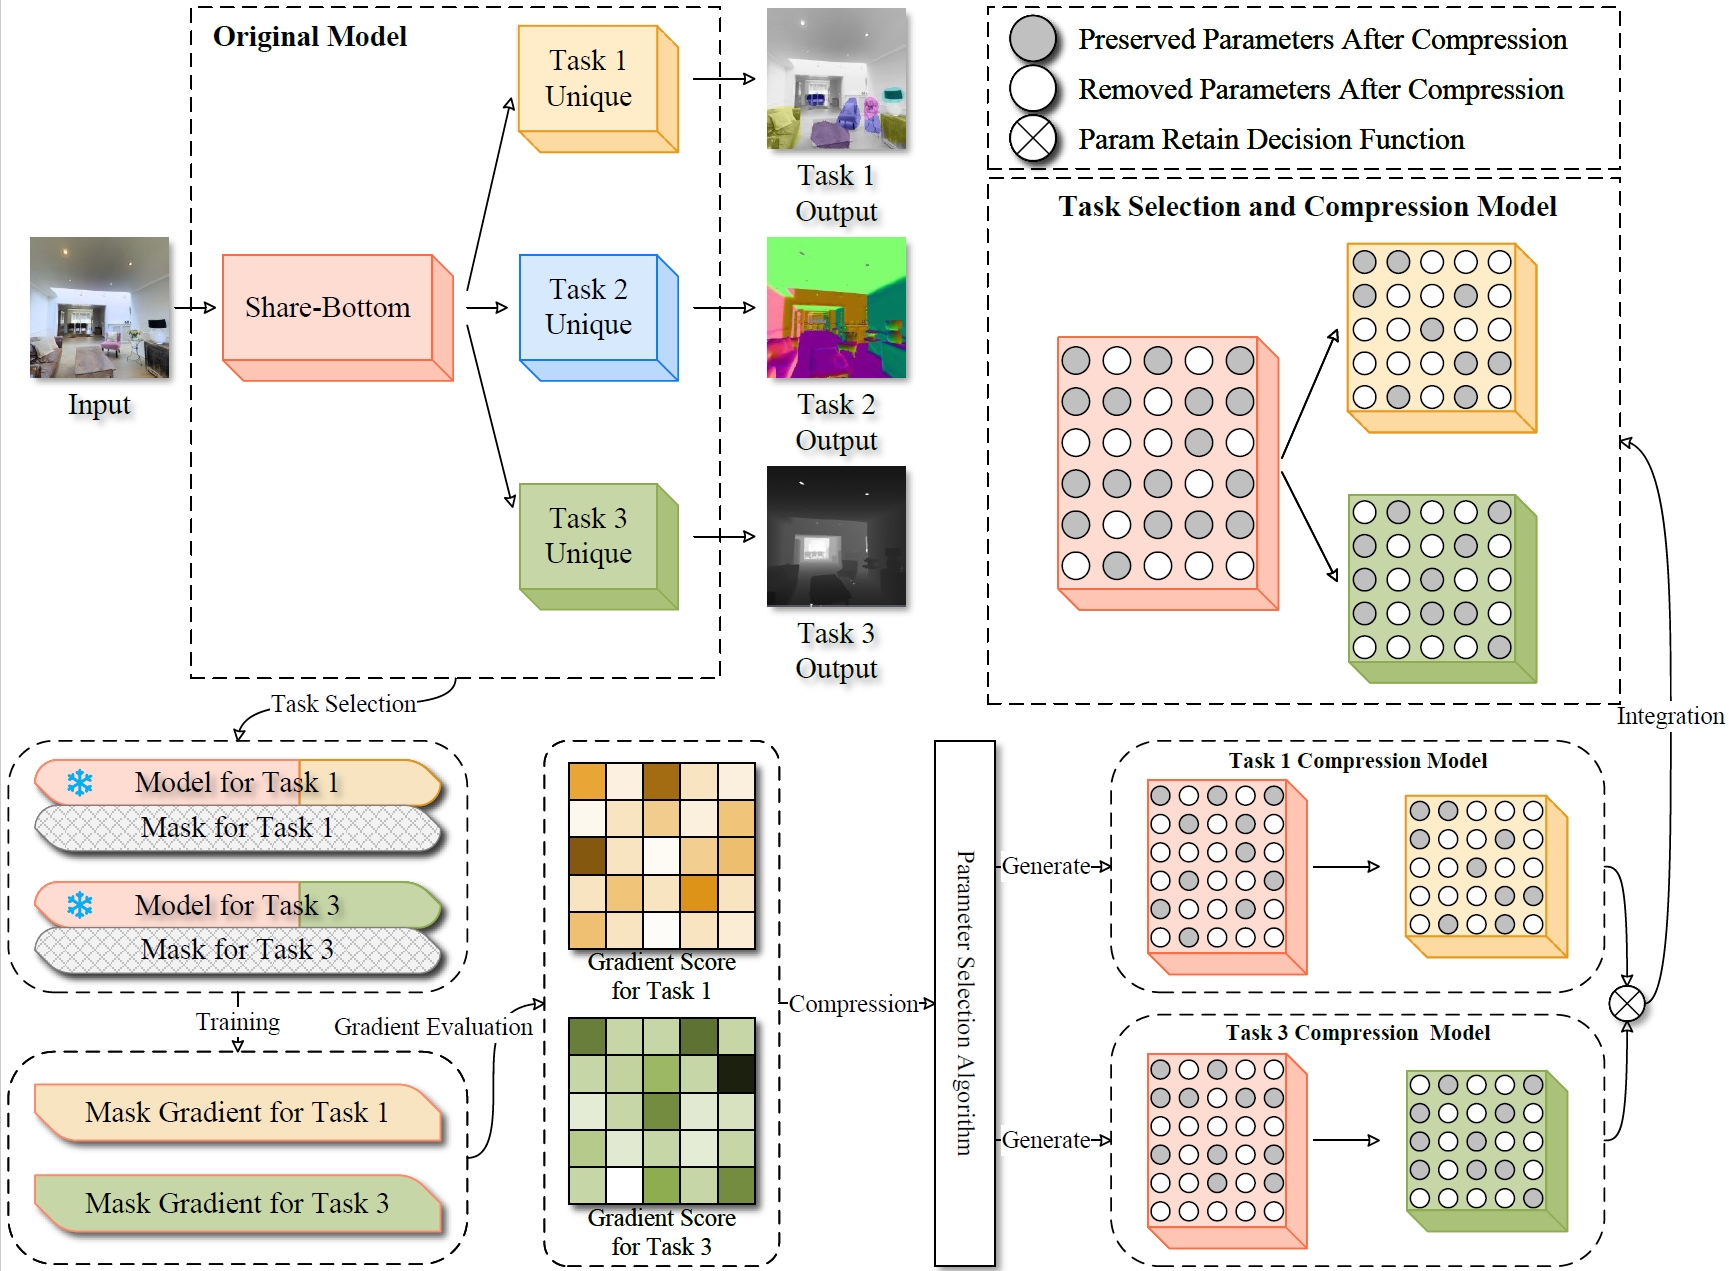 Original Model
Task 1
Unique
Task 2
Unique
Task 3
Unique
Share-Bottom
Input
Task 1
Output
Task 2
Output
Task 3
Output
Preserved Parameters After Compression
Removed Parameters After Compression
Param Retain Decision Function
Task Selection and Compression Model
Task Selection
Model for Task 1
Mask for Task 1
Model for Task 3
Mask for Task 3
Training
Mask Gradient for Task 1
Mask Gradient for Task 3
Gradient Evaluation
Gradient Score
for Task 1
Gradient Score
for Task 3
Compression
Parameter Selection Algorithm
Generate
Generate
Task 1 Compression Model
Task 3 Compression Model
Integration